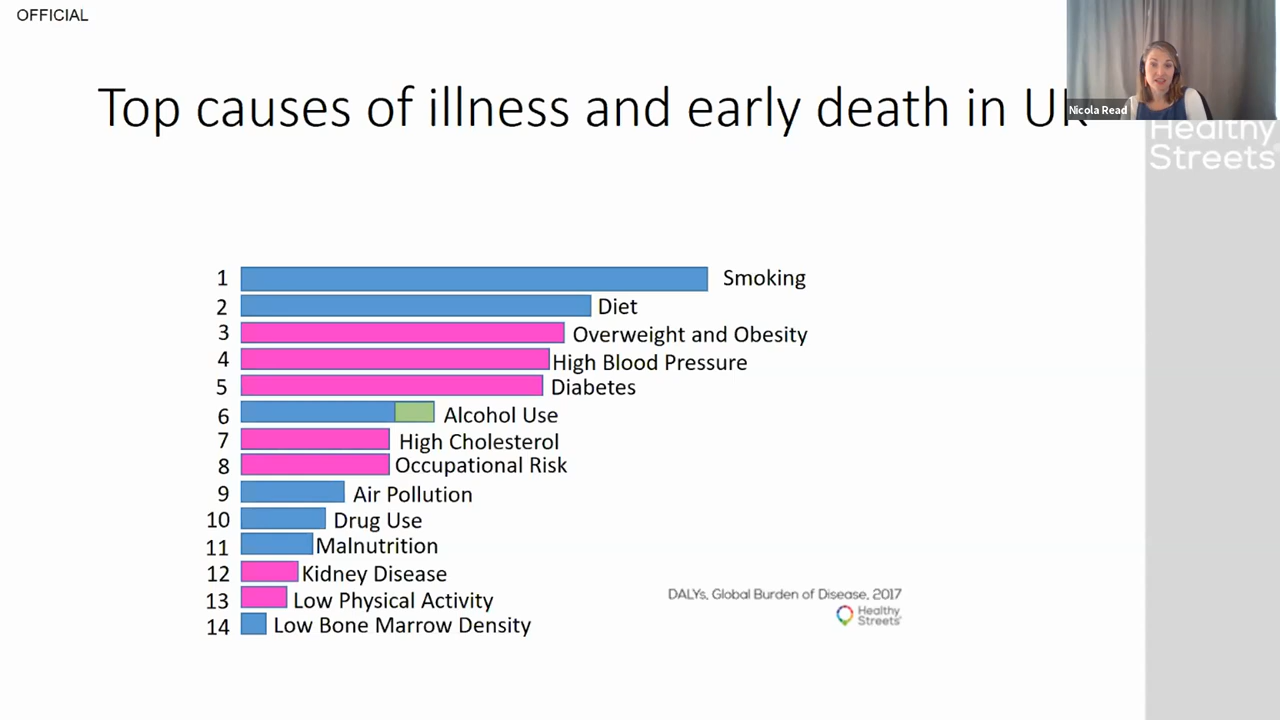 OFFICIAL
Top causes of illness and early death in UK
Nicola Read
Healthy
Streets
1 Smoking
2 Diet
3 Overweight and Obesity
4 High Blood Pressure
5 Diabetes
6 Alcohol Use
7 High Cholesterol
8 Occupational Risk
9 Air Pollution
10 Drug Use
11 Malnutrition
12 Kidney Disease
13 Low Physical Activity
14 Low Bone Marrow Density
DALYs, Global Burden of Disease, 2017
Healthy
Streets